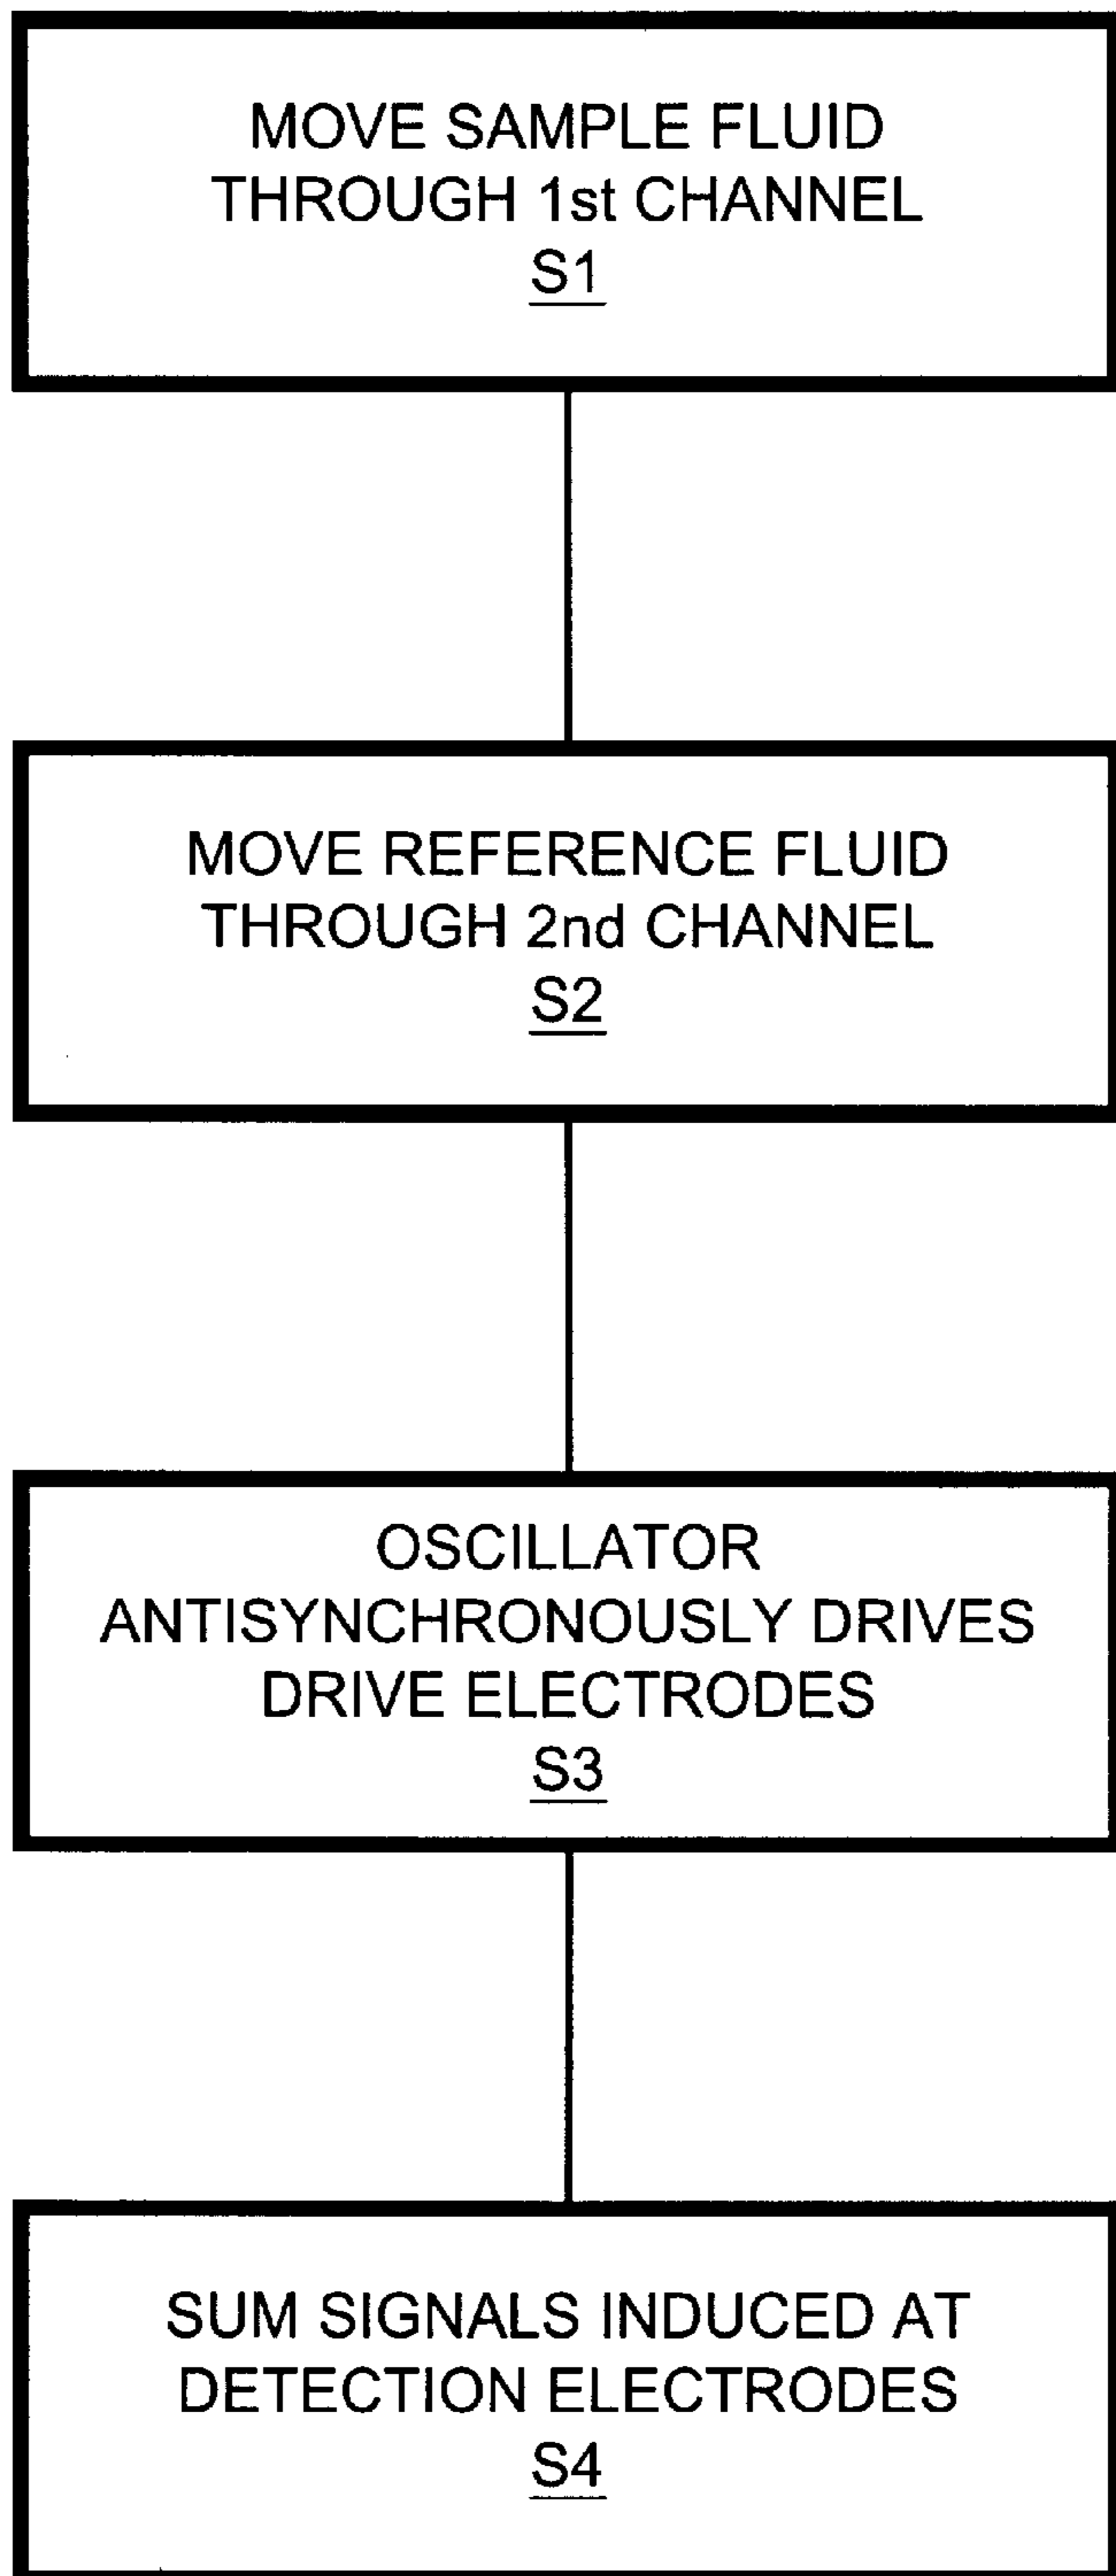 MOVE SAMPLE FLUID
THROUGH 1st CHANNEL
S1
MOVE REFERENCE FLUID
THROUGH 2nd CHANNEL
S2
OSCILLATOR
ANTISYNCHRONOUSLY DRIVES
DRIVE ELECTRODES
S3
SUM SIGNALS INDUCED AT
DETECTION ELECTRODES
S4